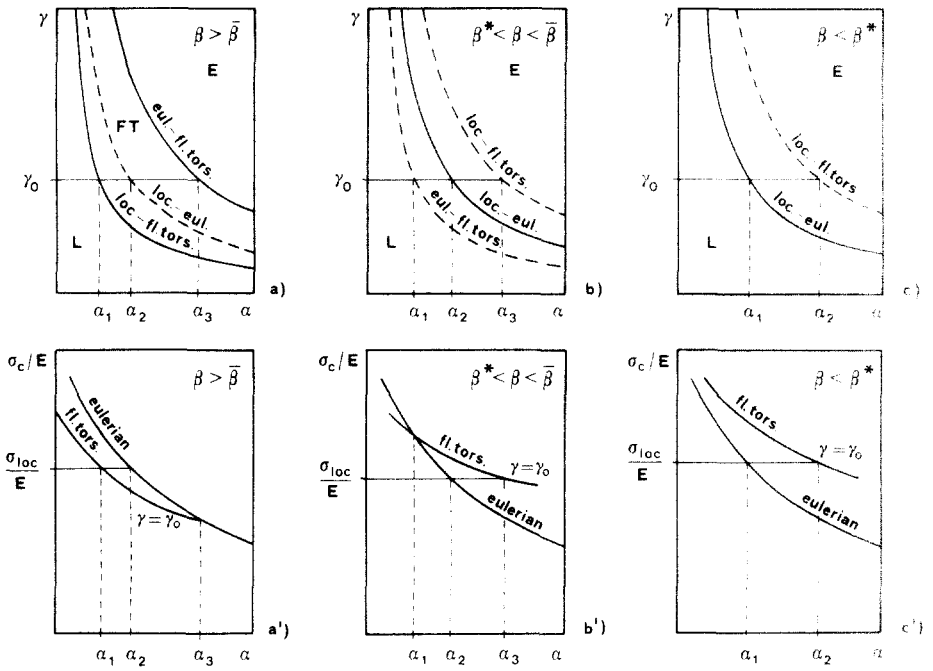 γ
β > β̄
E
FT
eul.-fl.tors.
γ₀
loc-eul.
loc-fl.tors.
L
α₁ α₂ α₃ α
a)
γ
β* < β < β̄
E
loc-fl.tors.
γ₀
loc-eul.
eul-fl.tors.
L
α₁ α₂ α₃ α
b)
γ
β < β*
E
loc-fl.tors
γ₀
loc-eul.
L
α₁ α₂ α
c)
σc/E
β > β̄
eulerian
fl.tors.
σloc/E
γ=γ₀
α₁ α₂ α₃ α
a')
σc/E
β* < β < β̄
fl.tors.
σloc/E
γ=γ₀
eulerian
α₁ α₂ α₃ α
b')
σc/E
β < β*
fl.tors
γ=γ₀
σloc/E
eulerian
α₁ α₂ α
c')